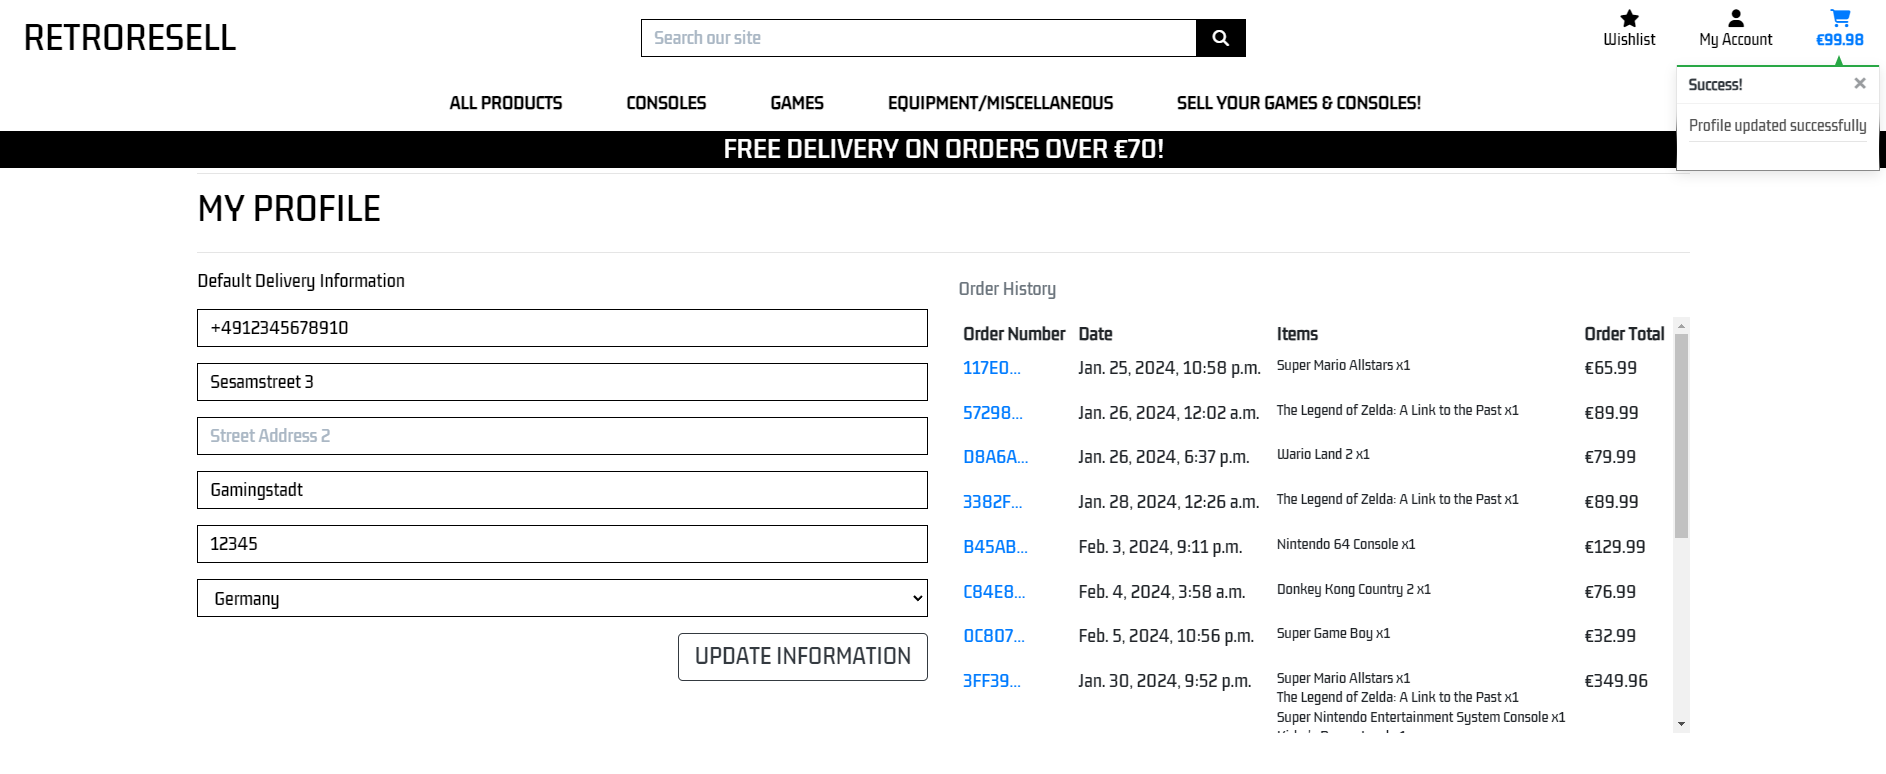 RETRORESELL
Search our site
Wishlist
My Account
€99.98
ALL PRODUCTS
CONSOLES
GAMES
EQUIPMENT/MISCELLANEOUS
SELL YOUR GAMES & CONSOLES!
Success!
×
Profile updated successfully
FREE DELIVERY ON ORDERS OVER €70!
MY PROFILE
Default Delivery Information
+4912345678910
Sesamstreet 3
Street Address 2
Gamingstadt
12345
Germany
UPDATE INFORMATION
Order History
Order Number Date Items Order Total
117E0... Jan. 25, 2024, 10:58 p.m. Super Mario Allstars x1 €65.99
57298... Jan. 26, 2024, 12:02 a.m. The Legend of Zelda: A Link to the Past x1 €89.99
D8A6A... Jan. 26, 2024, 6:37 p.m. Wario Land 2 x1 €79.99
3382F... Jan. 28, 2024, 12:26 a.m. The Legend of Zelda: A Link to the Past x1 €89.99
B45AB... Feb. 3, 2024, 9:11 p.m. Nintendo 64 Console x1 €129.99
C84E8... Feb. 4, 2024, 3:58 a.m. Donkey Kong Country 2 x1 €76.99
0C807... Feb. 5, 2024, 10:56 p.m. Super Game Boy x1 €32.99
3FF39... Jan. 30, 2024, 9:52 p.m. Super Mario Allstars x1 €349.96
The Legend of Zelda: A Link to the Past x1
Super Nintendo Entertainment System Console x1